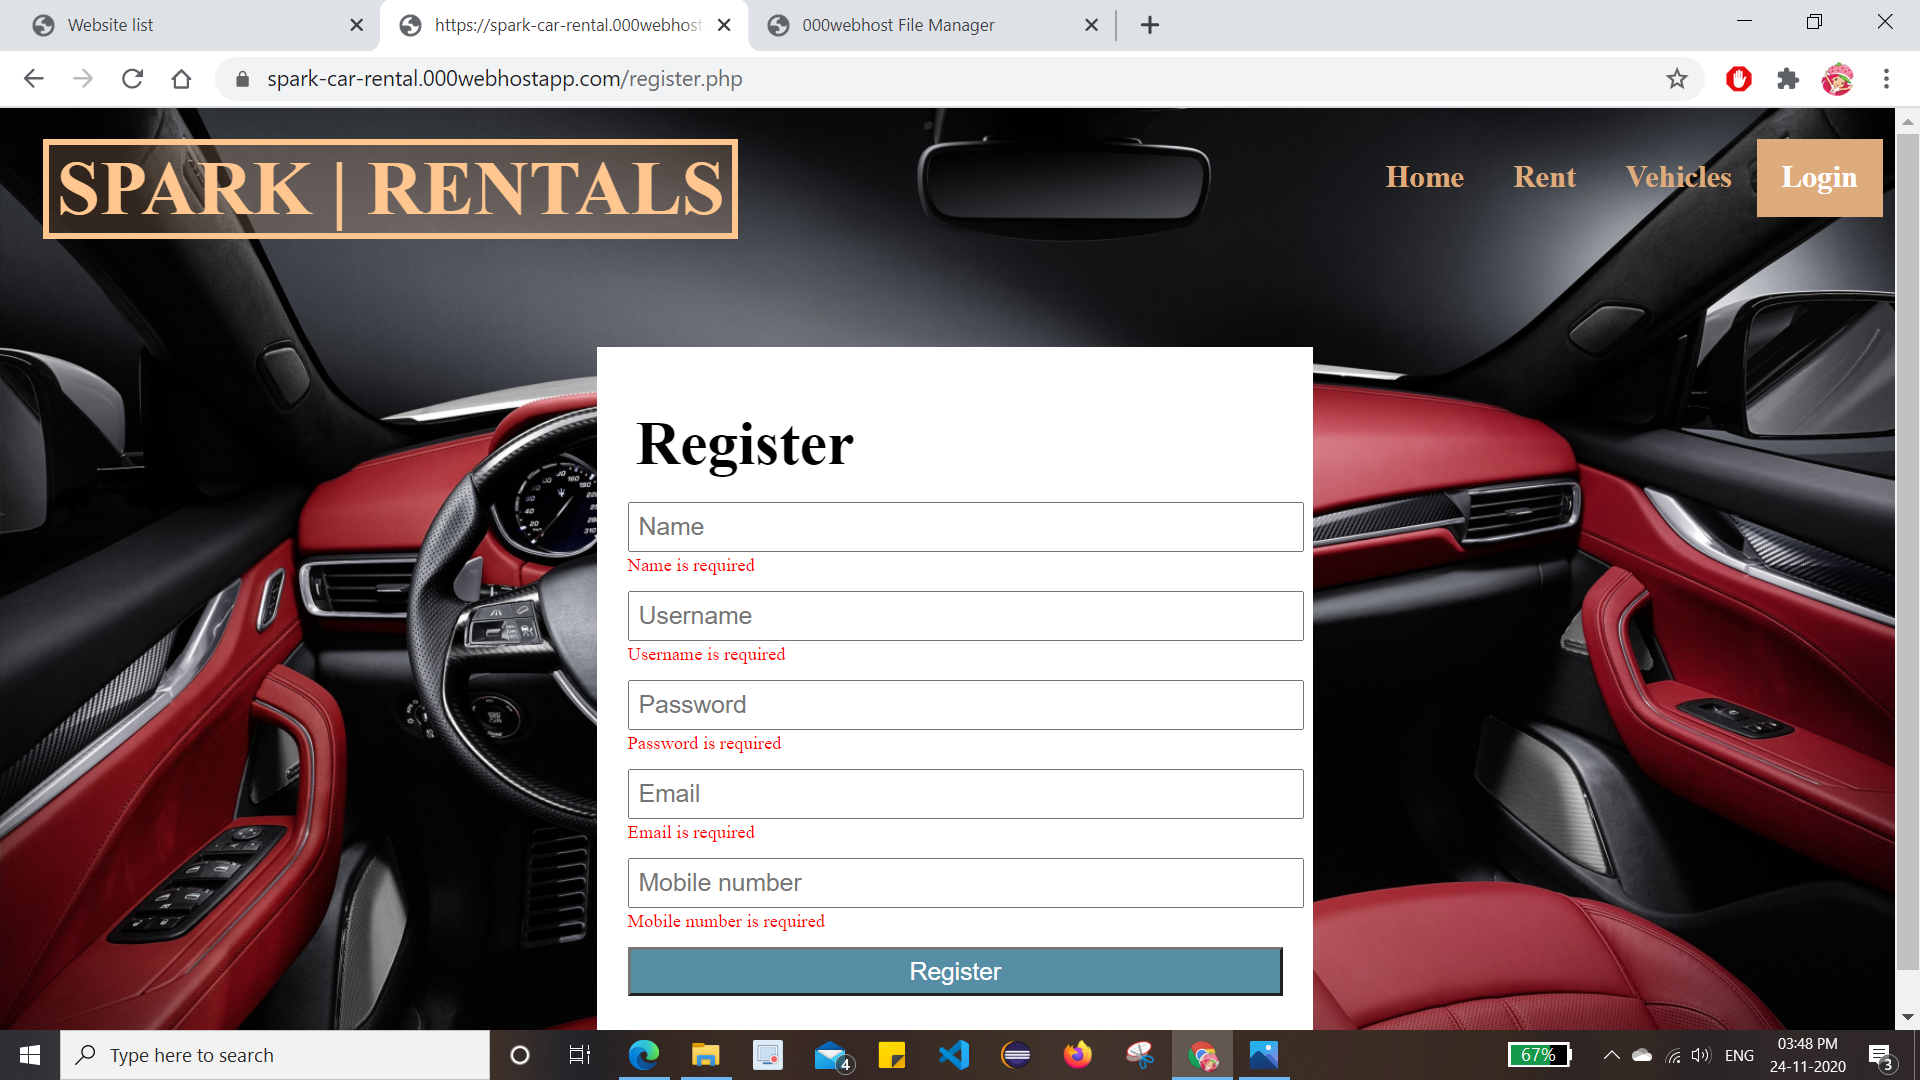 Website list
https://spark-car-rental.000webhost
000webhost File Manager
spark-car-rental.000webhostapp.com/register.php
SPARK | RENTALS
Home
Rent
Vehicles
Login
Register
Name
Name is required
Username
Username is required
Password
Password is required
Email
Email is required
Mobile number
Mobile number is required
Register
Type here to search
4
67%
ENG
03:48 PM
24-11-2020
3